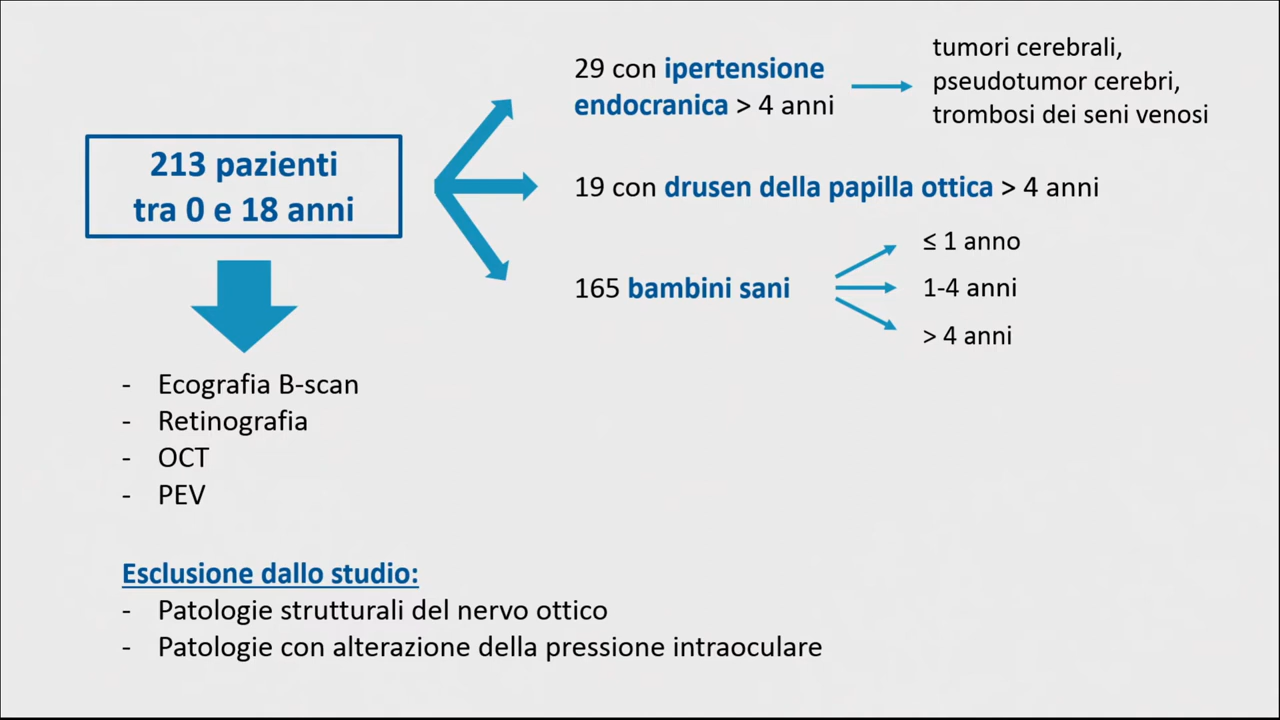 213 pazienti
tra 0 e 18 anni
29 con ipertensione
endocranica > 4 anni
tumori cerebrali,
pseudotumor cerebri,
trombosi dei seni venosi
19 con drusen della papilla ottica > 4 anni
165 bambini sani
≤ 1 anno
1-4 anni
> 4 anni
- Ecografia B-scan
- Retinografia
- OCT
- PEV
Esclusione dallo studio:
- Patologie strutturali del nervo ottico
- Patologie con alterazione della pressione intraoculare